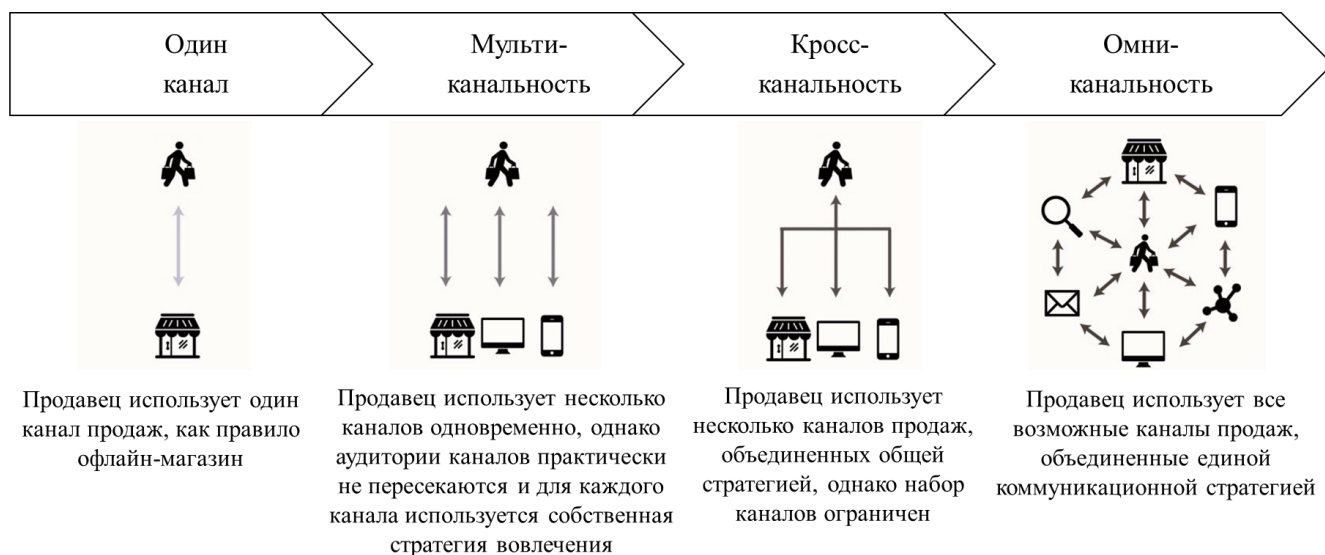 Один
канал
Мульти-
канальность
Кросс-
канальность
Омни-
канальность
Продавец использует один
канал продаж, как правило
офлайн-магазин
Продавец использует несколько
каналов одновременно, однако
аудитории каналов практически
не пересекаются и для каждого
канала используется собственная
стратегия вовлечения
Продавец использует
несколько каналов продаж,
объединенных общей
стратегией, однако набор
каналов ограничен
Продавец использует все
возможные каналы продаж,
объединенные единой
коммуникационной стратегией